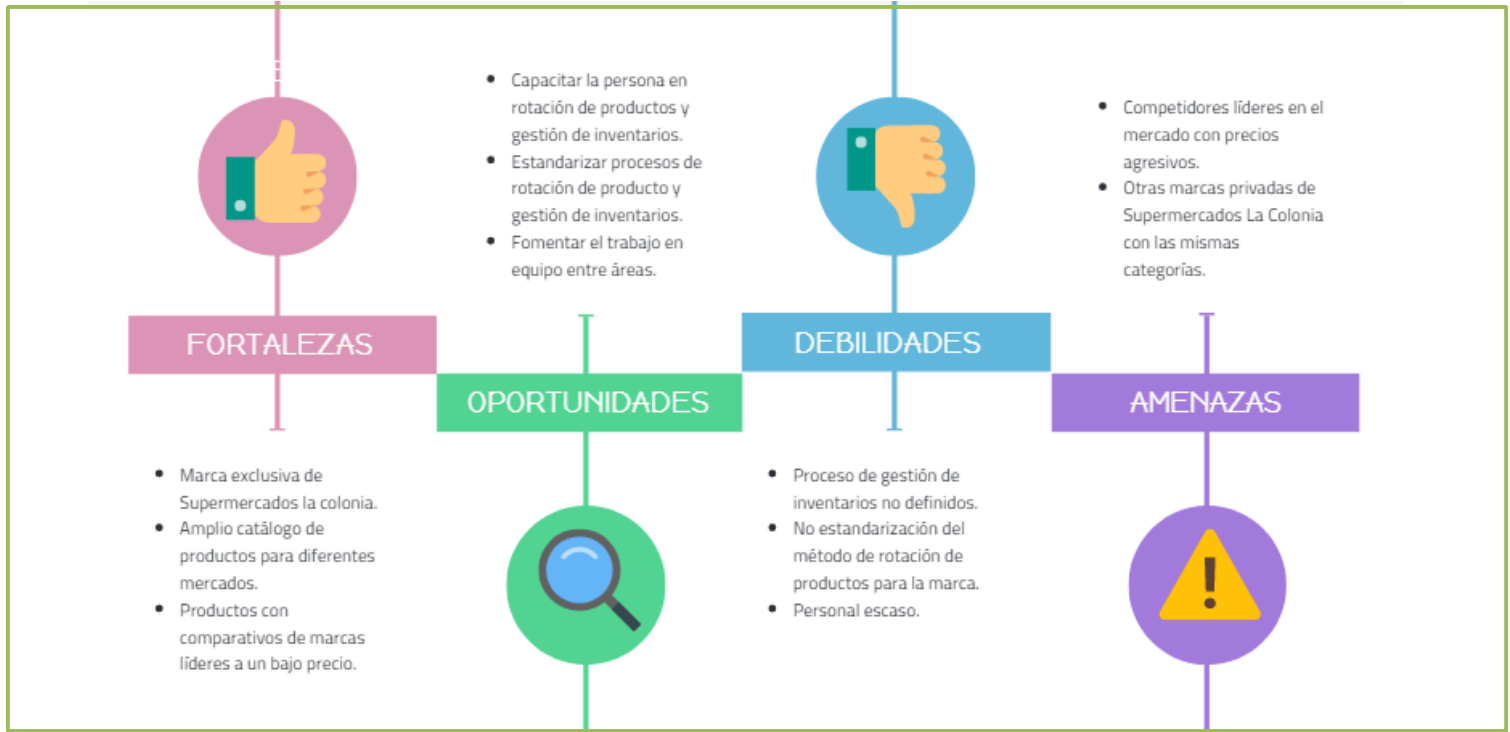 FORTALEZAS
• Marca exclusiva de
Supermercados la colonia.
• Amplio catálogo de
productos para diferentes
mercados.
• Productos con
comparativos de marcas
líderes a un bajo precio.
• Capacitar la persona en
rotación de productos y
gestión de inventarios.
• Estandarizar procesos de
rotación de producto y
gestión de inventarios.
• Fomentar el trabajo en
equipo entre áreas.
OPORTUNIDADES
DEBILIDADES
• Proceso de gestión de
inventarios no definidos.
• No estandarización del
método de rotación de
productos para la marca.
• Personal escaso.
• Competidores líderes en el
mercado con precios
agresivos.
• Otras marcas privadas de
Supermercados La Colonia
con las mismas
categorías.
AMENAZAS